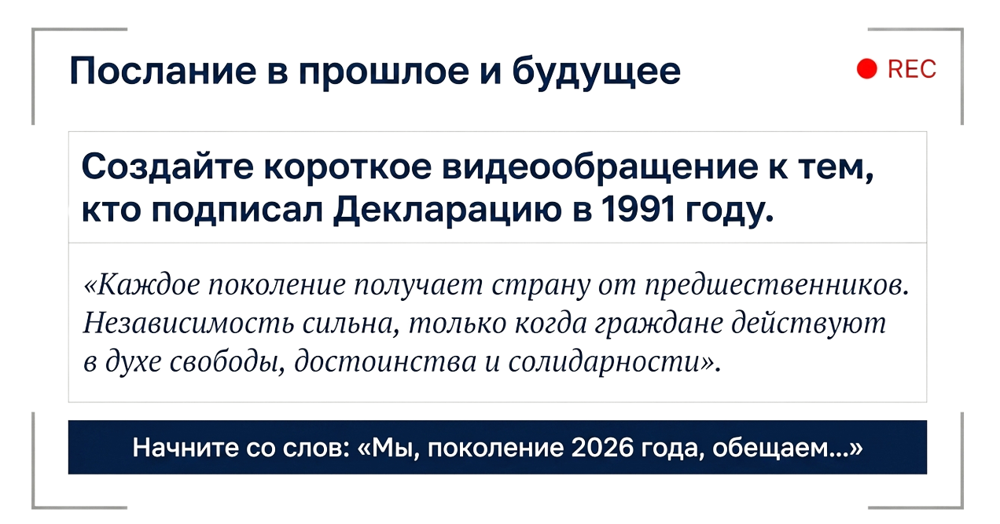 Послание в прошлое и будущее
REC
Создайте короткое видеообращение к тем,
кто подписал Декларацию в 1991 году.
«Каждое поколение получает страну от предшественников.
Независимость сильна, только когда граждане действуют
в духе свободы, достоинства и солидарности».
Начните со слов: «Мы, поколение 2026 года, обещаем...»